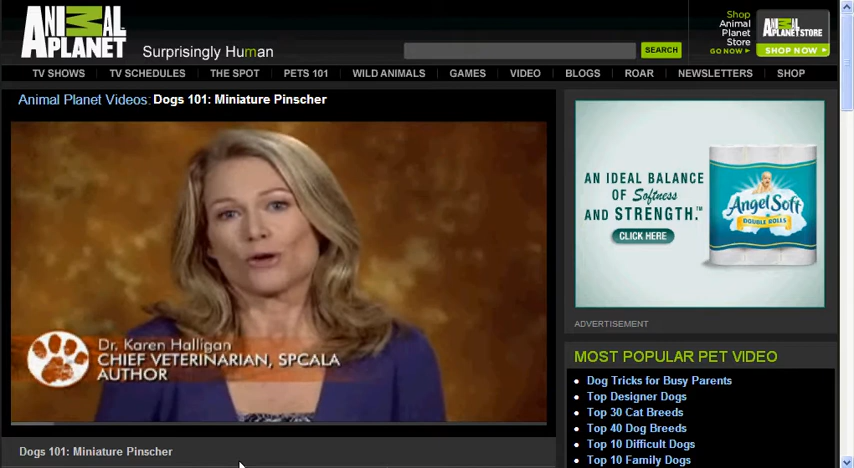 ANIMAL
PLANET
Surprisingly Human
SEARCH
Shop
Animal
Planet
Store
GO NOW
ANIMAL
PLANET STORE
SHOP NOW
TV SHOWS
TV SCHEDULES
THE SPOT
PETS 101
WILD ANIMALS
GAMES
VIDEO
BLOGS
ROAR
NEWSLETTERS
SHOP
Animal Planet Videos: Dogs 101: Miniature Pinscher
Dr. Karen Halligan
CHIEF VETERINARIAN, SPCALA
AUTHOR
Dogs 101: Miniature Pinscher
AN IDEAL BALANCE
OF Softness
AND STRENGTH.™
CLICK HERE
Angel Soft
DOUBLE ROLLS
ADVERTISEMENT
MOST POPULAR PET VIDEO
Dog Tricks for Busy Parents
Top Designer Dogs
Top 30 Cat Breeds
Top 40 Dog Breeds
Top 10 Difficult Dogs
Top 10 Family Dogs